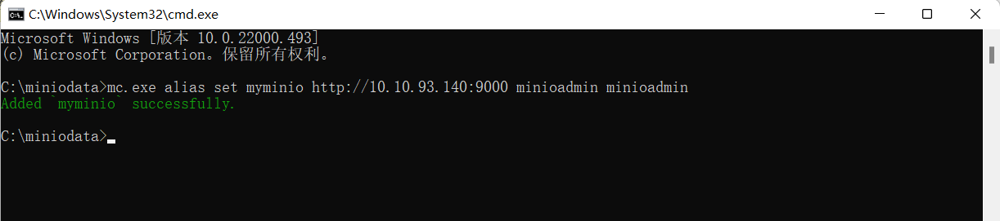 C:\Windows\System32\cmd.exe
Microsoft Windows [版本 10.0.22000.493]
(c) Microsoft Corporation。保留所有权利。
C:\miniodata>mc.exe alias set myminio http://10.10.93.140:9000 minioadmin minioadmin
Added `myminio` successfully.
C:\miniodata>